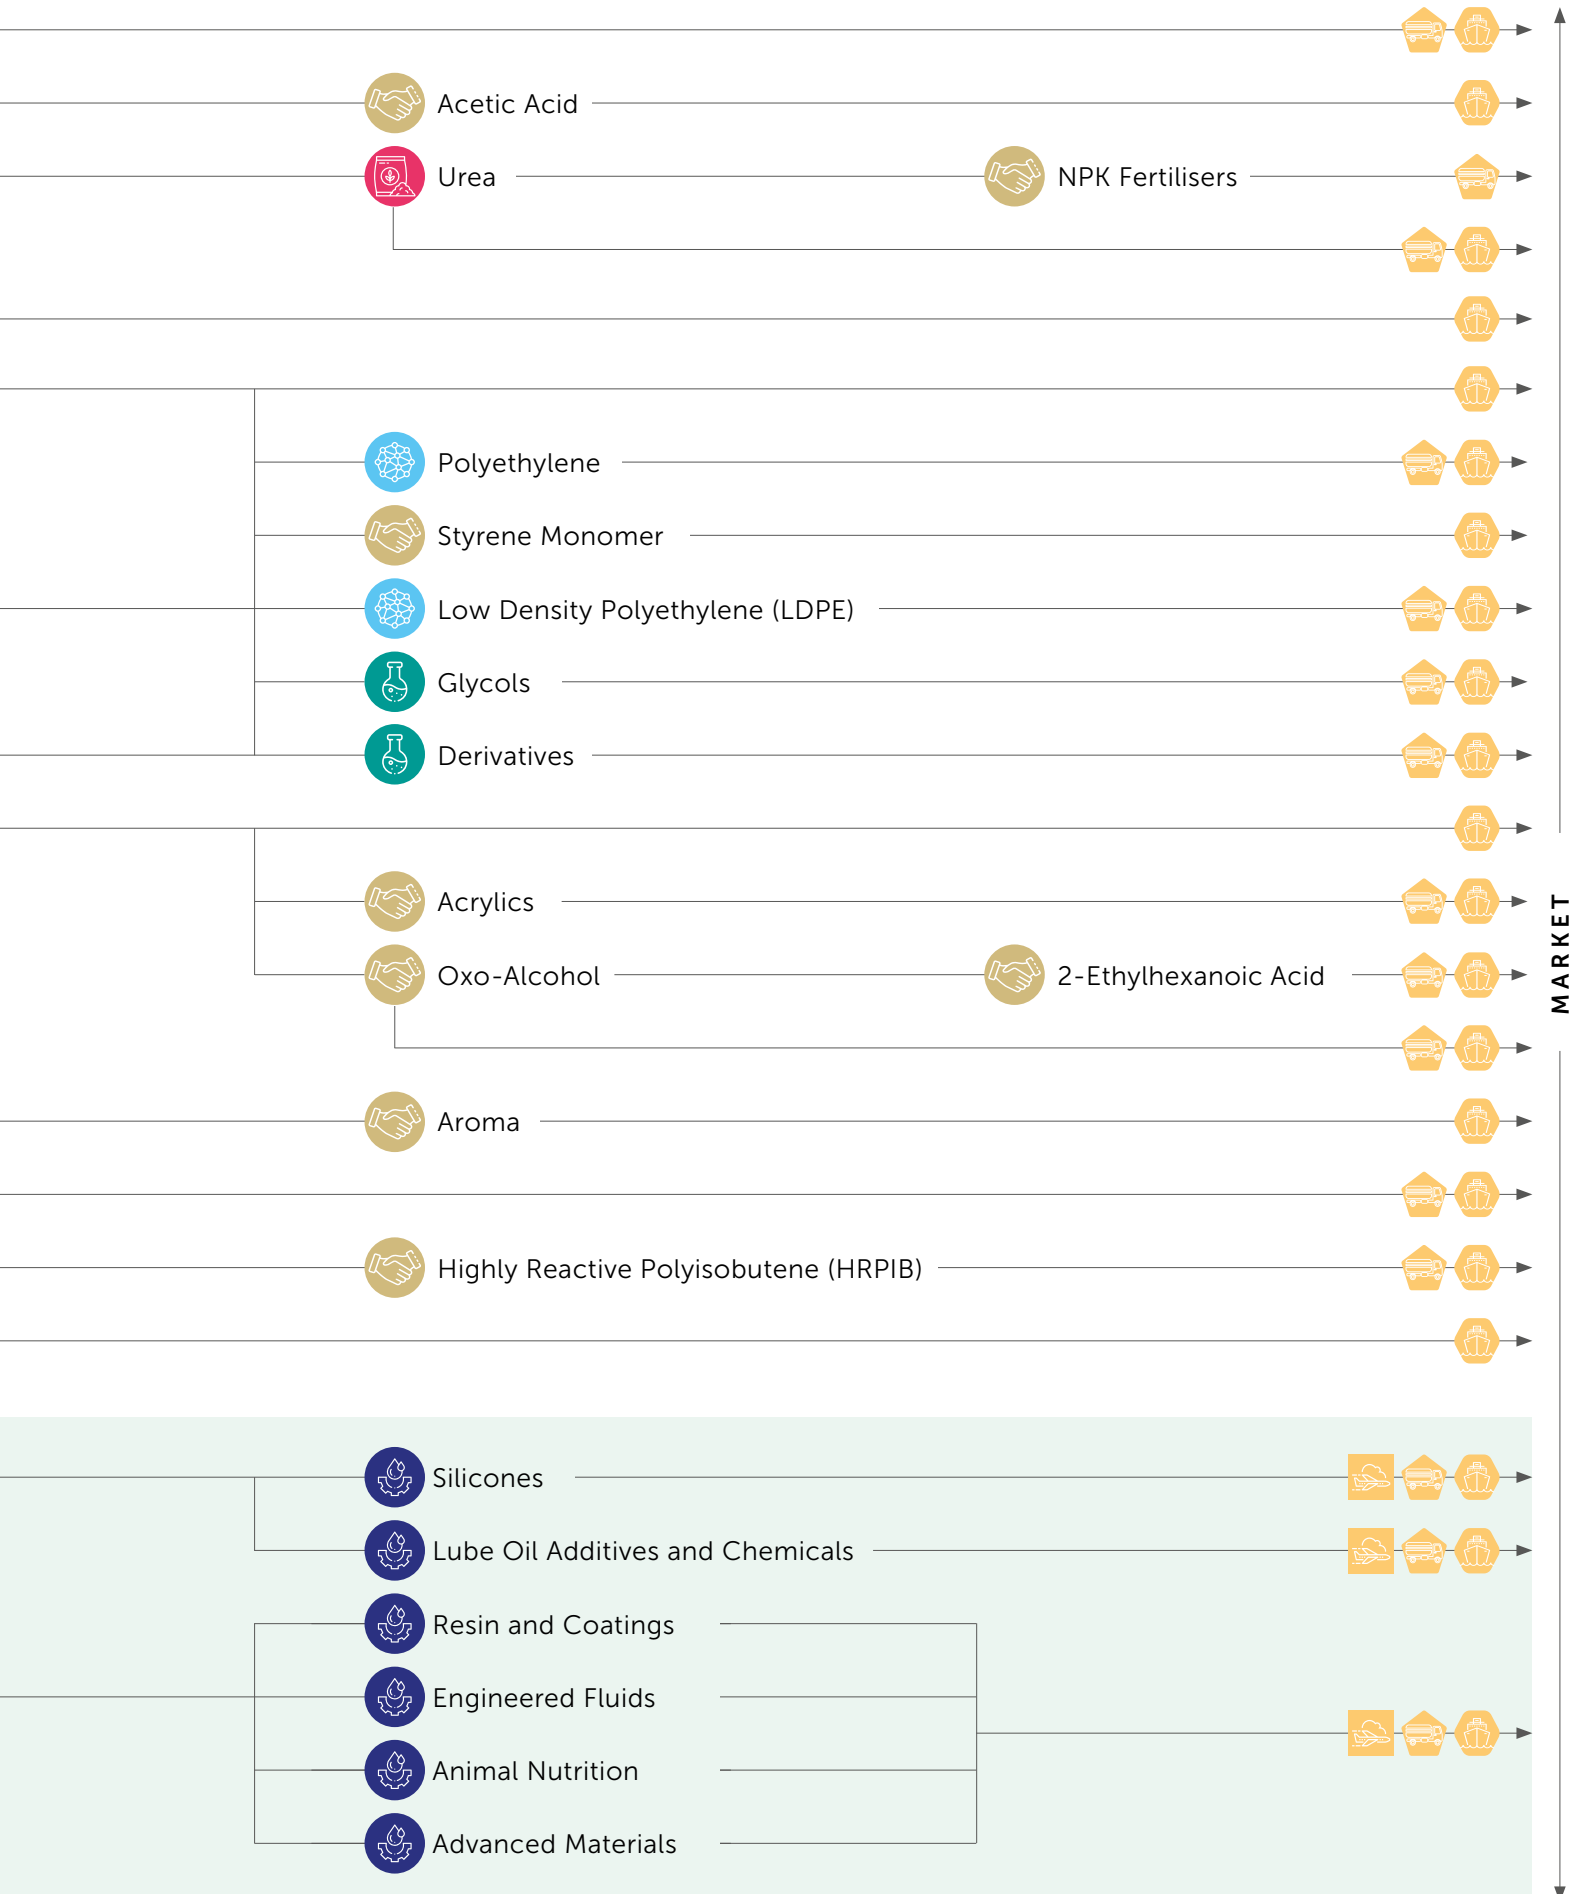 Acetic Acid
Urea
NPK Fertilisers
Polyethylene
Styrene Monomer
Low Density Polyethylene (LDPE)
Glycols
Derivatives
Acrylics
Oxo-Alcohol
2-Ethylhexanoic Acid
Aroma
Highly Reactive Polyisobutene (HRPIB)
Silicones
Lube Oil Additives and Chemicals
Resin and Coatings
Engineered Fluids
Animal Nutrition
Advanced Materials
MARKET